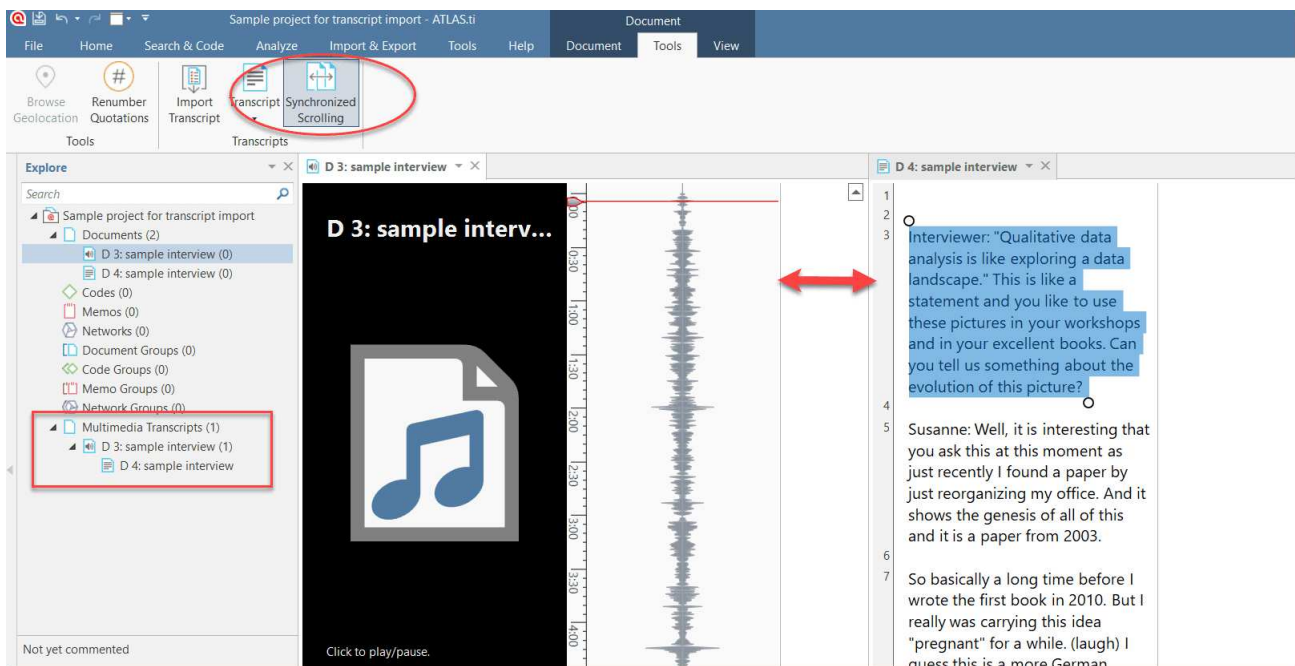 Sample project for transcript import - ATLAS.ti
Document
File Home Search & Code Analyze Import & Export Tools Help Document Tools View
Browse Geolocation
Renumber Quotations
Import Transcript
Transcript
Synchronized Scrolling
Tools
Transcripts
Explore
Search
Sample project for transcript import
Documents (2)
D 3: sample interview (0)
D 4: sample interview (0)
Codes (0)
Memos (0)
Networks (0)
Document Groups (0)
Code Groups (0)
Memo Groups (0)
Network Groups (0)
Multimedia Transcripts (1)
D 3: sample interview (1)
D 4: sample interview
Not yet commented
D 3: sample interview
D 3: sample interv...
Click to play/pause.
0:30
1:00
1:30
2:00
2:30
3:00
3:30
4:00
D 4: sample interview
1
2
3 Interviewer: "Qualitative data
analysis is like exploring a data
landscape." This is like a
statement and you like to use
these pictures in your workshops
and in your excellent books. Can
you tell us something about the
evolution of this picture?
4
5 Susanne: Well, it is interesting that
you ask this at this moment as
just recently I found a paper by
just reorganizing my office. And it
shows the genesis of all of this
and it is a paper from 2003.
6
7 So basically a long time before I
wrote the first book in 2010. But I
really was carrying this idea
"pregnant" for a while. (laugh) I
guess this is a more German